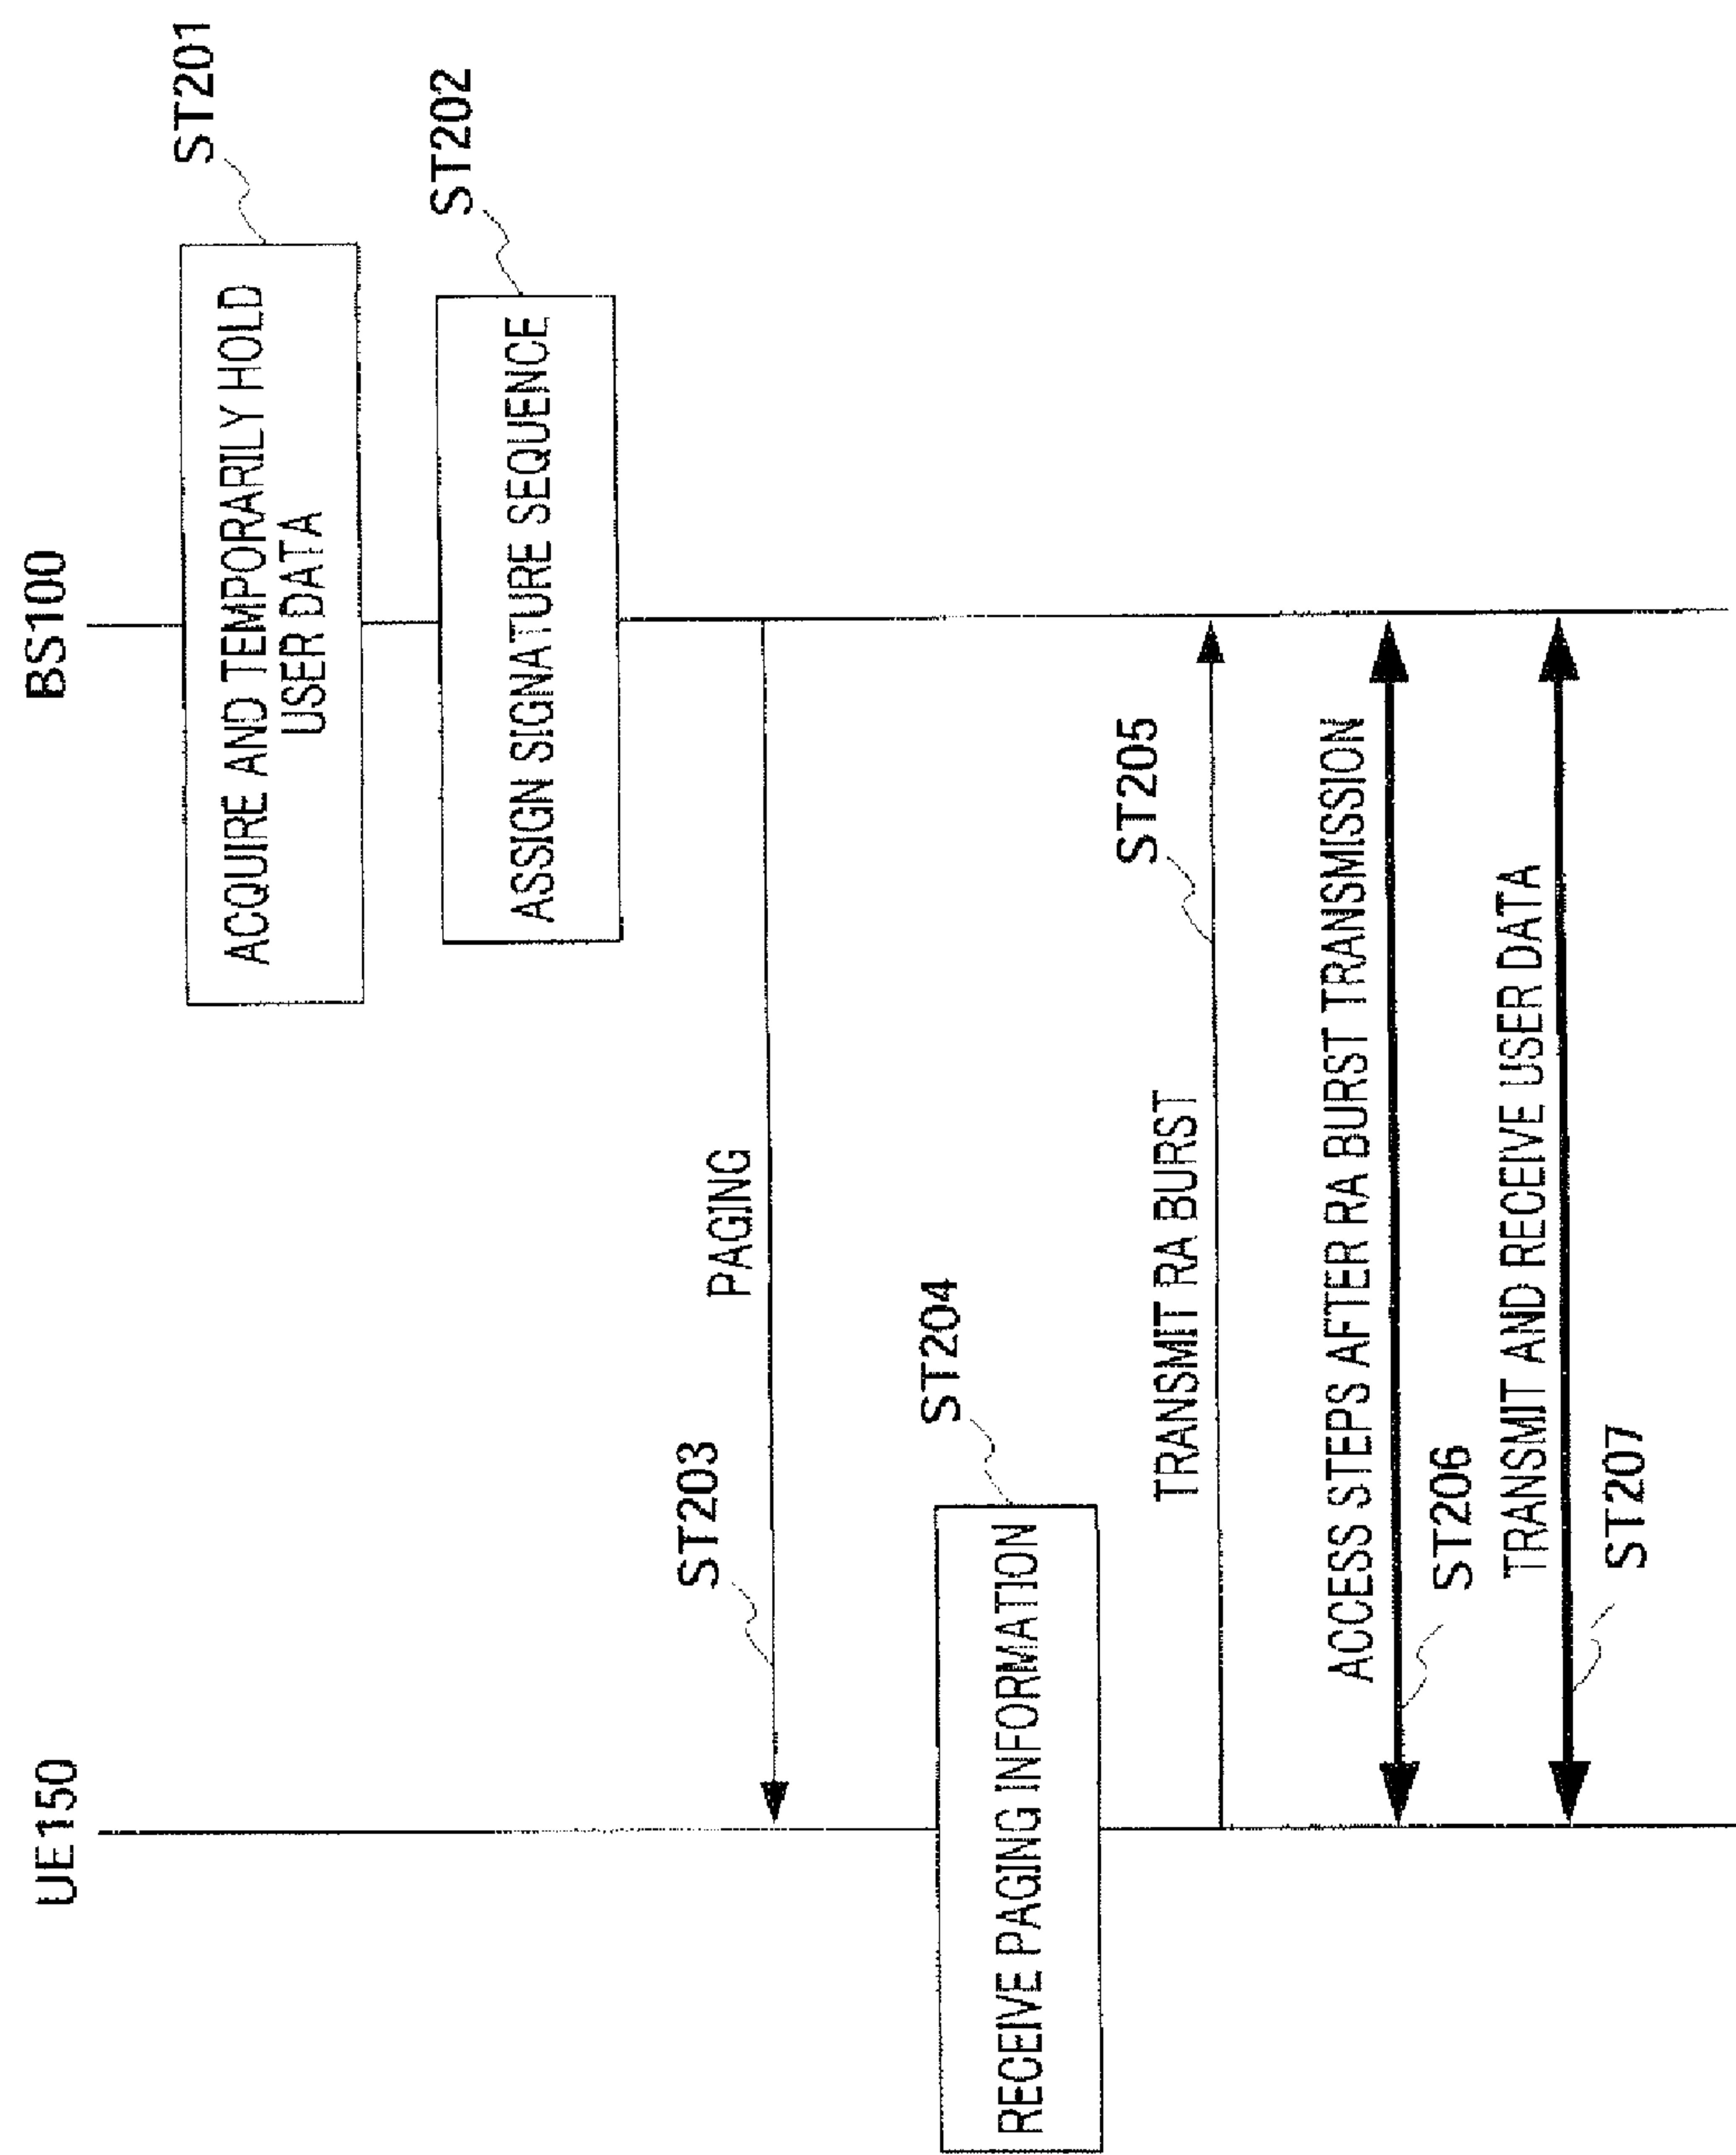 UE150
BS100
ST201
ACQUIRE AND TEMPORARILY HOLD
USER DATA
ST202
ASSIGN SIGNATURE SEQUENCE
ST203
PAGING
ST204
RECEIVE PAGING INFORMATION
TRANSMIT RA BURST
ST205
ACCESS STEPS AFTER RA BURST TRANSMISSION
ST206
TRANSMIT AND RECEIVE USER DATA
ST207